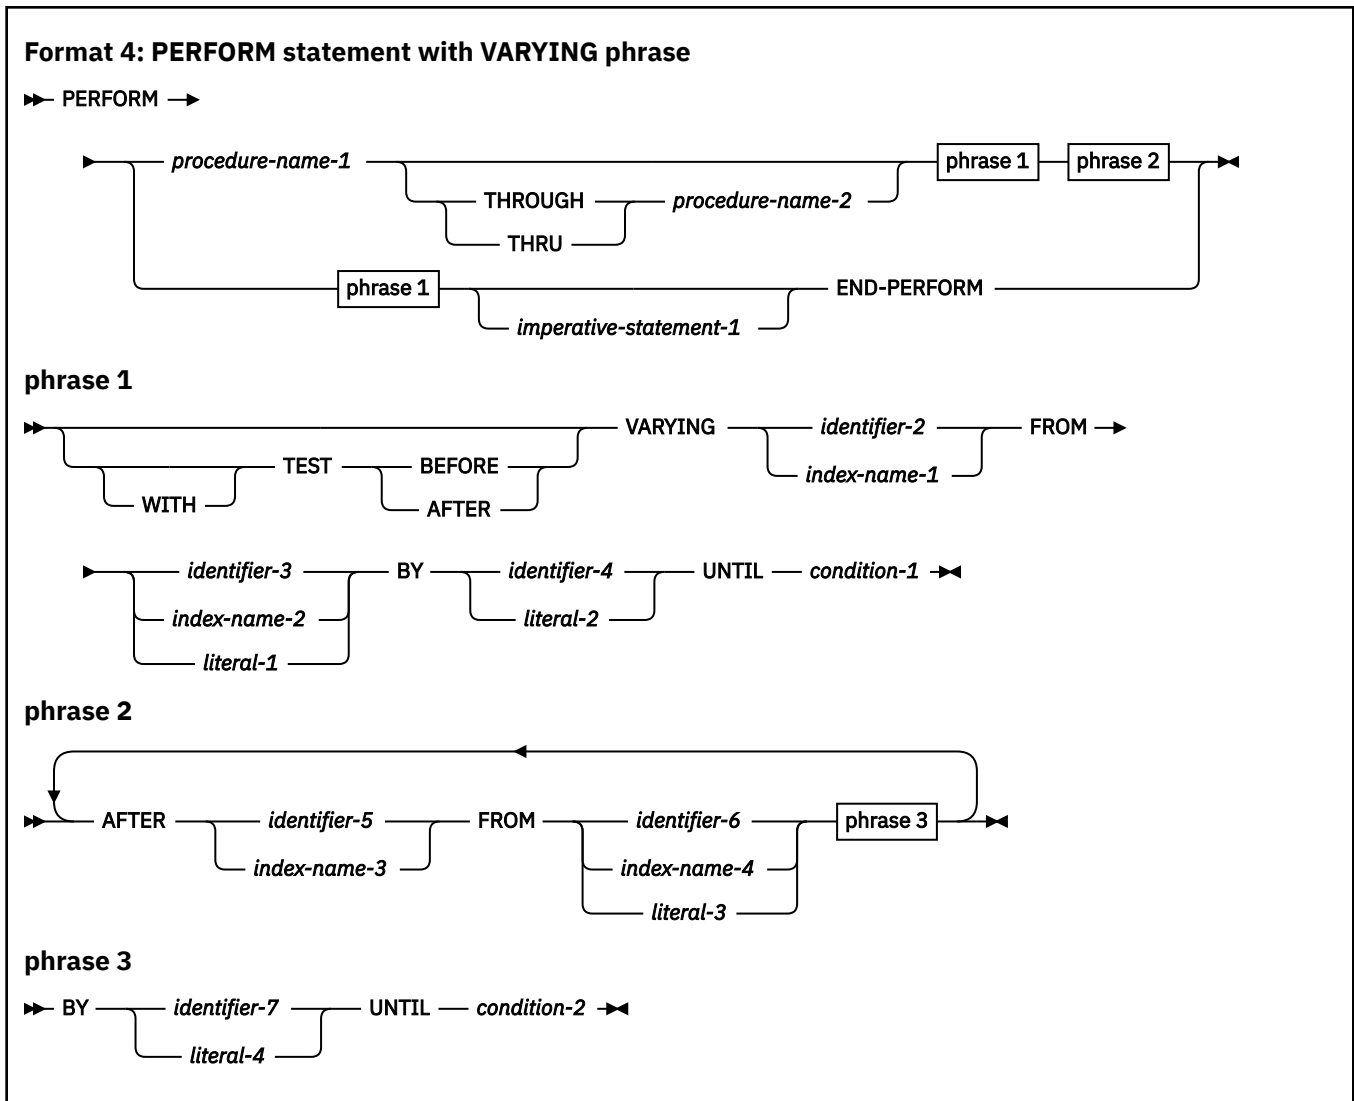 Format 4: PERFORM statement with VARYING phrase
PERFORM
procedure-name-1 phrase 1 phrase 2
THROUGH procedure-name-2
THRU
phrase 1 END-PERFORM
imperative-statement-1
phrase 1
VARYING identifier-2 FROM
index-name-1
TEST BEFORE
WITH AFTER
identifier-3 BY identifier-4 UNTIL condition-1
index-name-2 literal-2
literal-1
phrase 2
AFTER identifier-5 FROM identifier-6 phrase 3
index-name-3 index-name-4
literal-3
phrase 3
BY identifier-7 UNTIL condition-2
literal-4